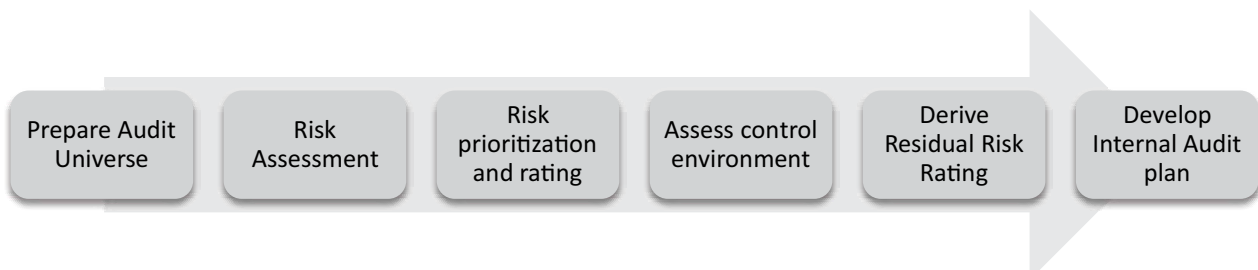 Prepare Audit
Universe
Risk
Assessment
Risk
prioritization
and rating
Assess control
environment
Derive
Residual Risk
Rating
Develop
Internal Audit
plan